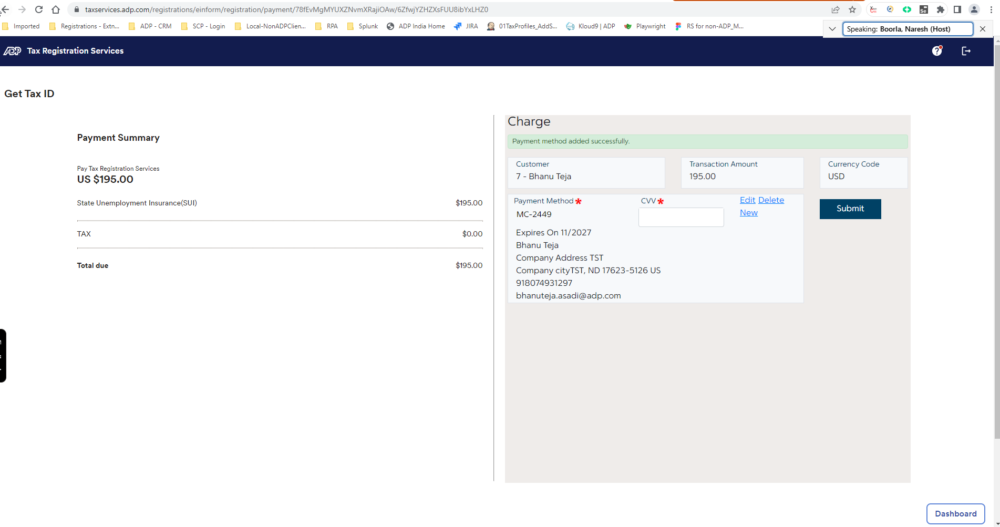 taxservices.adp.com/registrations/einform/registration/payment/78fEvMgMYUXZNvmXRajiOAw/6ZfwjYZHZXsFUU8ibYxLHZ0
Imported Registrations - Extn... ADP - CRM SCP - Login Local-NonADPClien... RPA Splunk ADP India Home JIRA 01TaxProfiles_AddS... Kloud9 | ADP Playwright RS for non-ADP_M...
Speaking: Boorla, Naresh (Host)
ADP Tax Registration Services
Get Tax ID
Payment Summary
Pay Tax Registration Services
US $195.00
State Unemployment Insurance(SUI) $195.00
TAX $0.00
Total due $195.00
Charge
Payment method added successfully.
Customer
7 - Bhanu Teja
Transaction Amount
195.00
Currency Code
USD
Payment Method *
MC-2449
CVV *
Edit Delete
New
Submit
Expires On 11/2027
Bhanu Teja
Company Address TST
Company cityTST, ND 17623-5126 US
918074931297
bhanuteja.asadi@adp.com
Dashboard